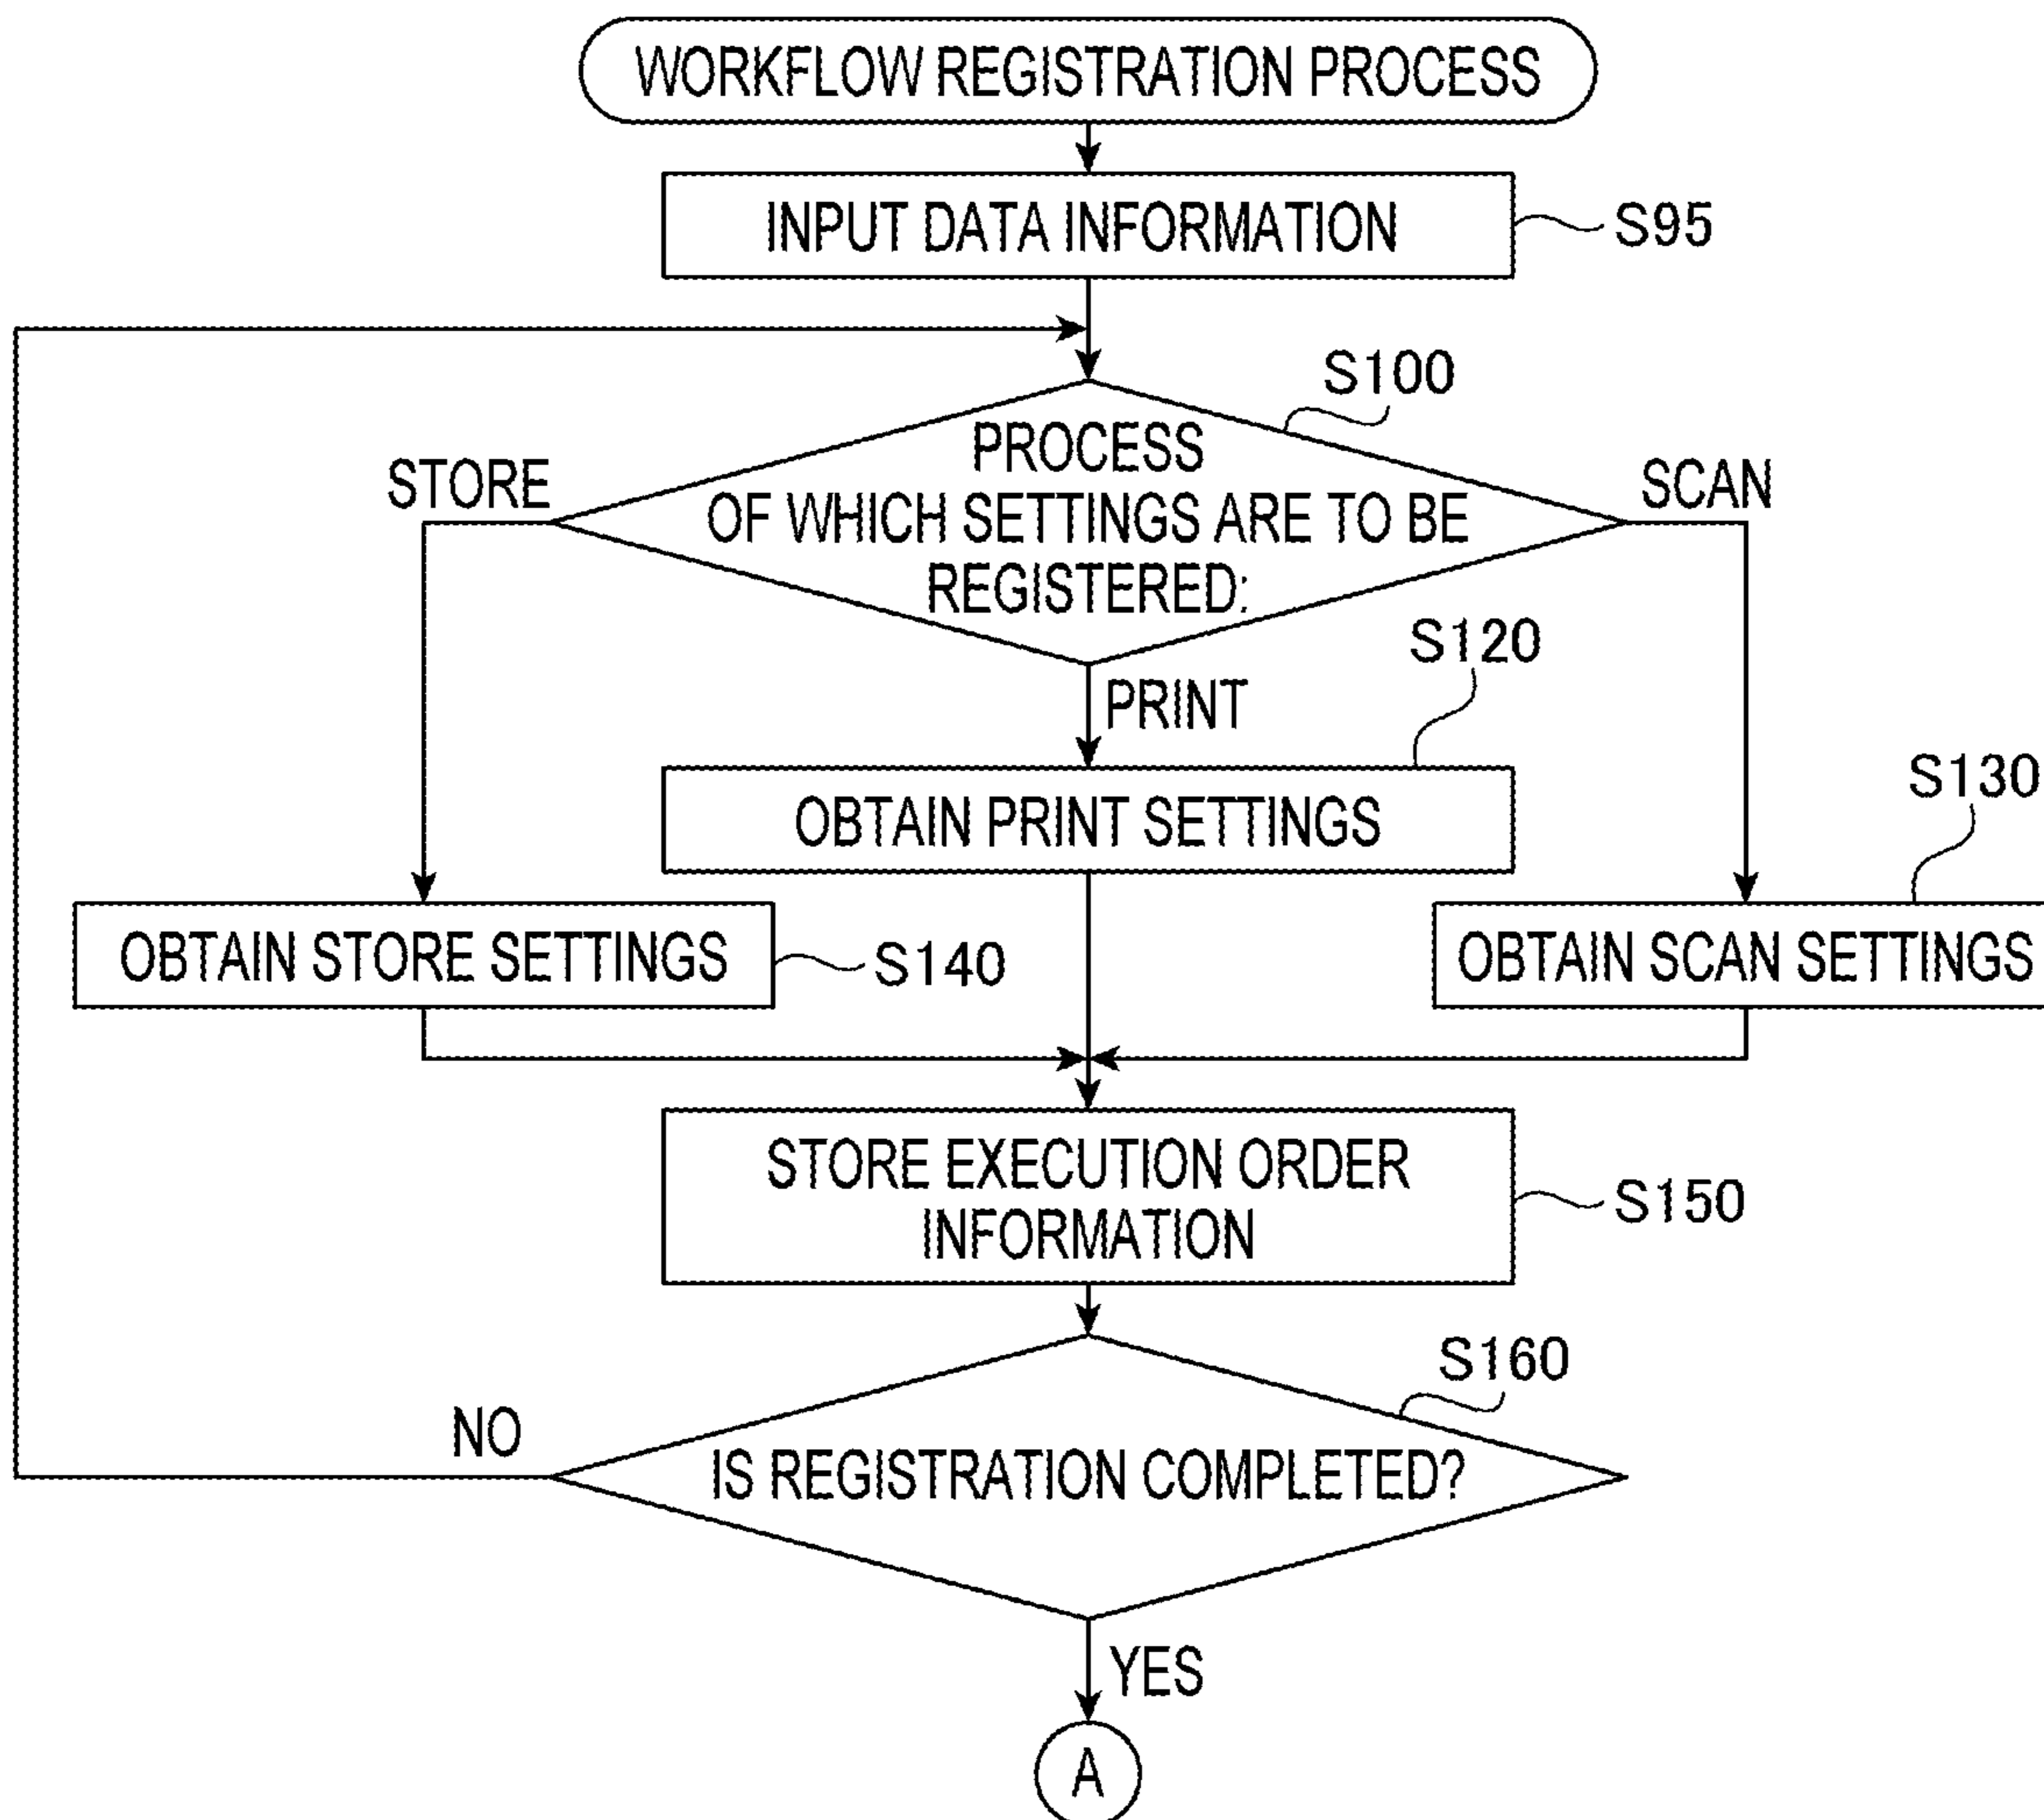 WORKFLOW REGISTRATION PROCESS
INPUT DATA INFORMATION
S95
S100
PROCESS
OF WHICH SETTINGS ARE TO BE
REGISTERED:
STORE
SCAN
S120
PRINT
OBTAIN PRINT SETTINGS
S130
OBTAIN STORE SETTINGS
S140
OBTAIN SCAN SETTINGS
STORE EXECUTION ORDER
INFORMATION
S150
S160
NO
IS REGISTRATION COMPLETED?
YES
A